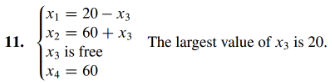 x₁ = 20 − x₃
x₂ = 60 + x₃
11. x₃ is free The largest value of x₃ is 20.
x₄ = 60